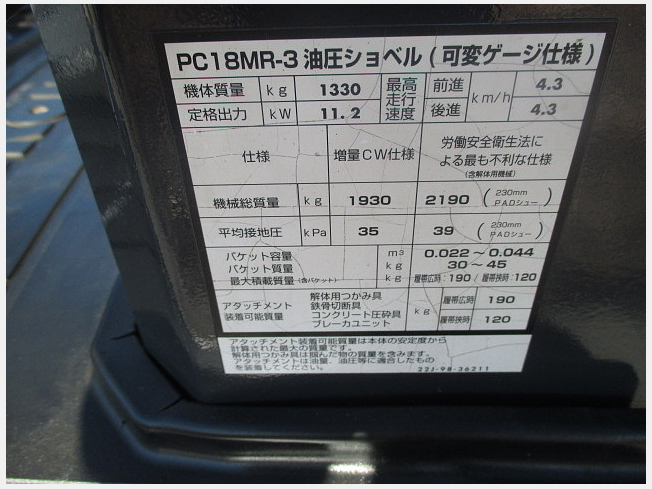 PC18MR-3 油圧ショベル (可変ゲージ仕様)
機体質量 kg 1330 最高走行速度 前進 km/h 4.3
定格出力 kW 11.2 後進 4.3
仕様 増量CW仕様 労働安全衛生法に
よる最も不利な仕様
(含解体用機械)
機械総質量 kg 1930 2190 (230mm PADシュー)
平均接地圧 kPa 35 39 (230mm PADシュー)
バケット容量 m³ 0.022～0.044
バケット質量 kg 30～45
最大積載質量 (含バケット) kg 履帯広時:190 / 履帯狭時:120
アタッチメント 装着可能質量 解体用つかみ具 kg 履帯広時 190
鉄骨切断具
コンクリート圧砕具
ブレーカユニット 履帯狭時 120
アタッチメント装着可能質量は本体の安定度から
計算された最大の質量です。
解体用つかみ具は掴んだ物の質量を含みます。
アタッチメントは油量、油圧等に適合したもの
を装着してください。
22J-98-36211